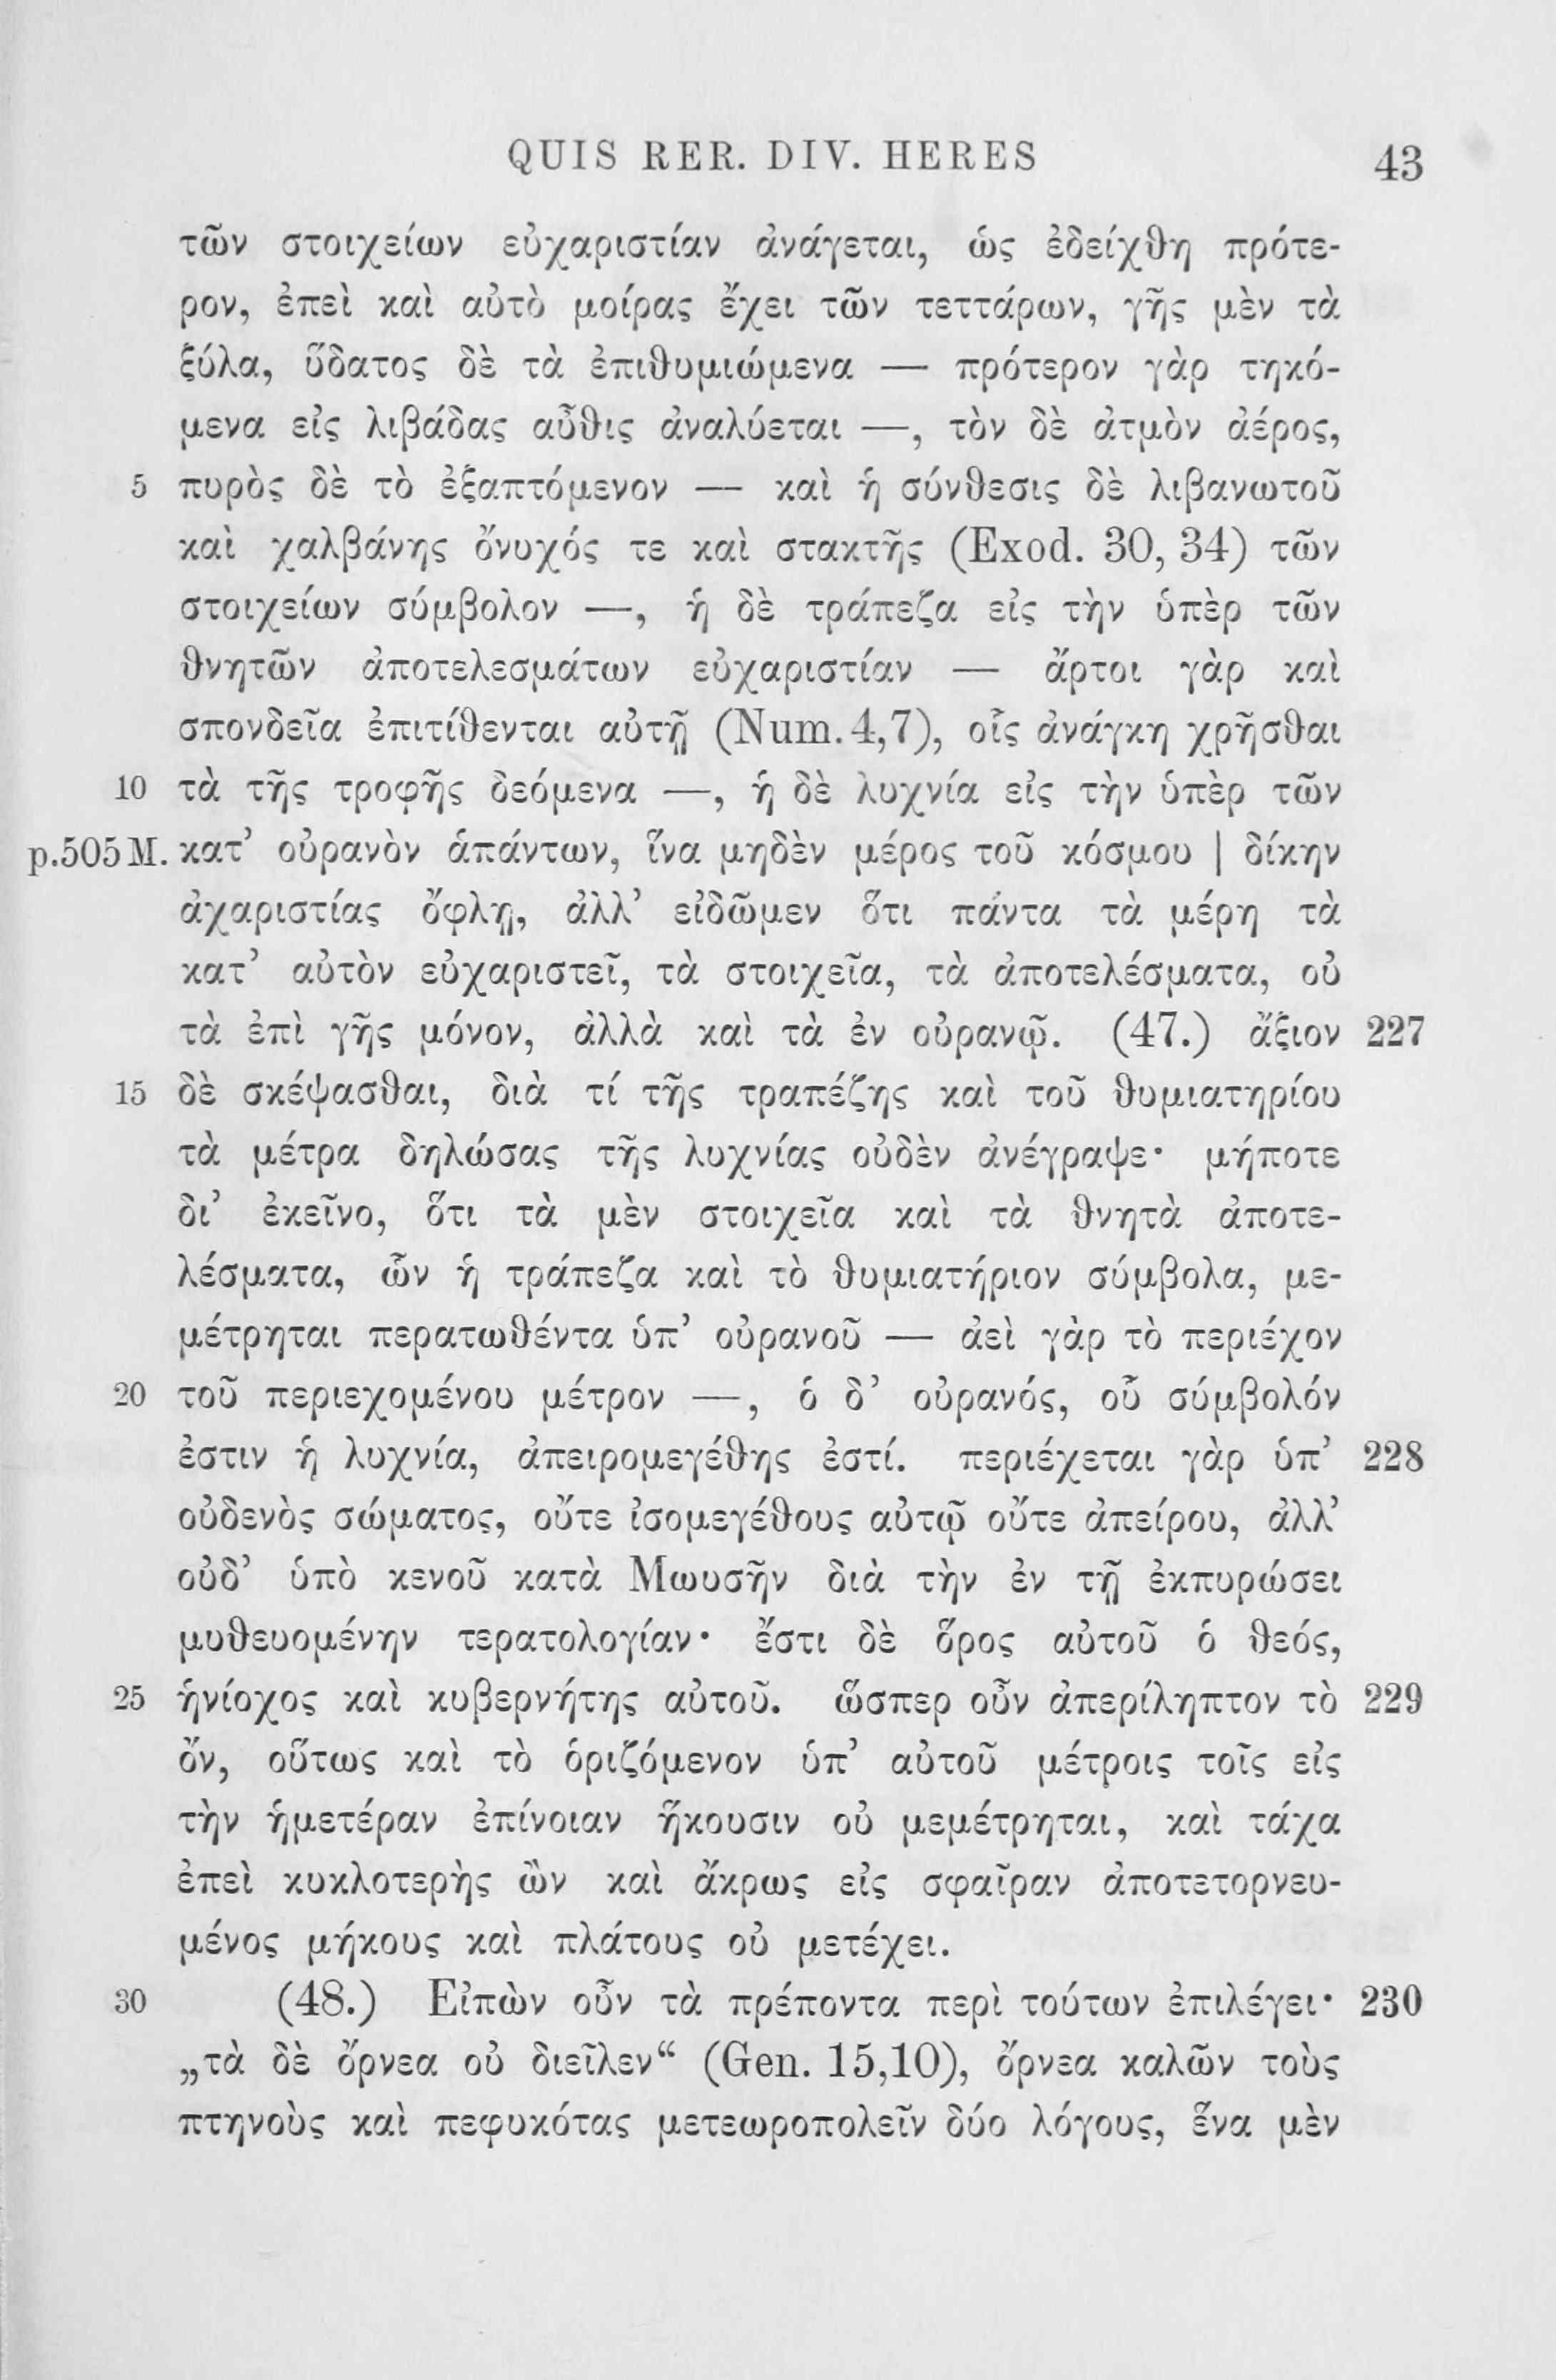 QUIS RER. DIV. HERES 43
τῶν στοιχείων εὐχαριστίαν ἀνάγεται, ὡς ἐδείχθη πρότε-
ρον, ἐπεὶ καὶ αὐτὸ μοίρας ἔχει τῶν τεττάρων, γῆς μὲν τὰ
ξύλα, ὕδατος δὲ τὰ ἐπιθυμιώμενα — πρότερον γὰρ τηκό-
μενα εἰς λιβάδας αὖθις ἀναλύεται —, τὸν δὲ ἀτμὸν ἀέρος,
5 πυρὸς δὲ τὸ ἐξαπτόμενον — καὶ ἡ σύνθεσις δὲ λιβανωτοῦ
καὶ χαλβάνης ὄνυχός τε καὶ στακτῆς (Exod. 30, 34) τῶν
στοιχείων σύμβολον —, ἡ δὲ τράπεζα εἰς τὴν ὑπὲρ τῶν
θνητῶν ἀποτελεσμάτων εὐχαριστίαν — ἄρτοι γὰρ καὶ
σπονδεῖα ἐπιτίθενται αὐτῇ (Num. 4,7), οἷς ἀνάγκη χρῆσθαι
10 τὰ τῆς τροφῆς δεόμενα —, ἡ δὲ λυχνία εἰς τὴν ὑπὲρ τῶν
p.505 M. κατ’ οὐρανὸν ἁπάντων, ἵνα μηδὲν μέρος τοῦ κόσμου | δίκην
ἀχαριστίας ὄφλῃ, ἀλλ’ εἰδῶμεν ὅτι πάντα τὰ μέρη τὰ
κατ’ αὐτὸν εὐχαριστεῖ, τὰ στοιχεῖα, τὰ ἀποτελέσματα, οὐ
τὰ ἐπὶ γῆς μόνον, ἀλλὰ καὶ τὰ ἐν οὐρανῷ. (47.) ἄξιον 227
15 δὲ σκέψασθαι, διὰ τί τῆς τραπέζης καὶ τοῦ θυμιατηρίου
τὰ μέτρα δηλώσας τῆς λυχνίας οὐδὲν ἀνέγραψε· μήποτε
δι’ ἐκεῖνο, ὅτι τὰ μὲν στοιχεῖα καὶ τὰ θνητὰ ἀποτε-
λέσματα, ὧν ἡ τράπεζα καὶ τὸ θυμιατήριον σύμβολα, με-
μέτρηται περατωθέντα ὑπ’ οὐρανοῦ — ἀεὶ γὰρ τὸ περιέχον
20 τοῦ περιεχομένου μέτρον —, ὁ δ’ οὐρανός, οὗ σύμβολόν
ἐστιν ἡ λυχνία, ἀπειρομεγέθης ἐστί. περιέχεται γὰρ ὑπ’ 228
οὐδενὸς σώματος, οὔτε ἰσομεγέθους αὐτῷ οὔτε ἀπείρου, ἀλλ’
οὐδ’ ὑπὸ κενοῦ κατὰ Μωυσῆν διὰ τὴν ἐν τῇ ἐκπυρώσει
μυθευομένην τερατολογίαν· ἔστι δὲ ὅρος αὐτοῦ ὁ θεός,
25 ἡνίοχος καὶ κυβερνήτης αὐτοῦ. ὥσπερ οὖν ἀπερίληπτον τὸ 229
ὄν, οὕτως καὶ τὸ ὁριζόμενον ὑπ’ αὐτοῦ μέτροις τοῖς εἰς
τὴν ἡμετέραν ἐπίνοιαν ἥκουσιν οὐ μεμέτρηται, καὶ τάχα
ἐπεὶ κυκλοτερὴς ὢν καὶ ἄκρως εἰς σφαῖραν ἀποτετορνευ-
μένος μήκους καὶ πλάτους οὐ μετέχει.
30 (48.) Εἰπὼν οὖν τὰ πρέποντα περὶ τούτων ἐπιλέγει· 230
„τὰ δὲ ὄρνεα οὐ διεῖλεν“ (Gen. 15,10), ὄρνεα καλῶν τοὺς
πτηνοὺς καὶ πεφυκότας μετεωροπολεῖν δύο λόγους, ἕνα μὲν